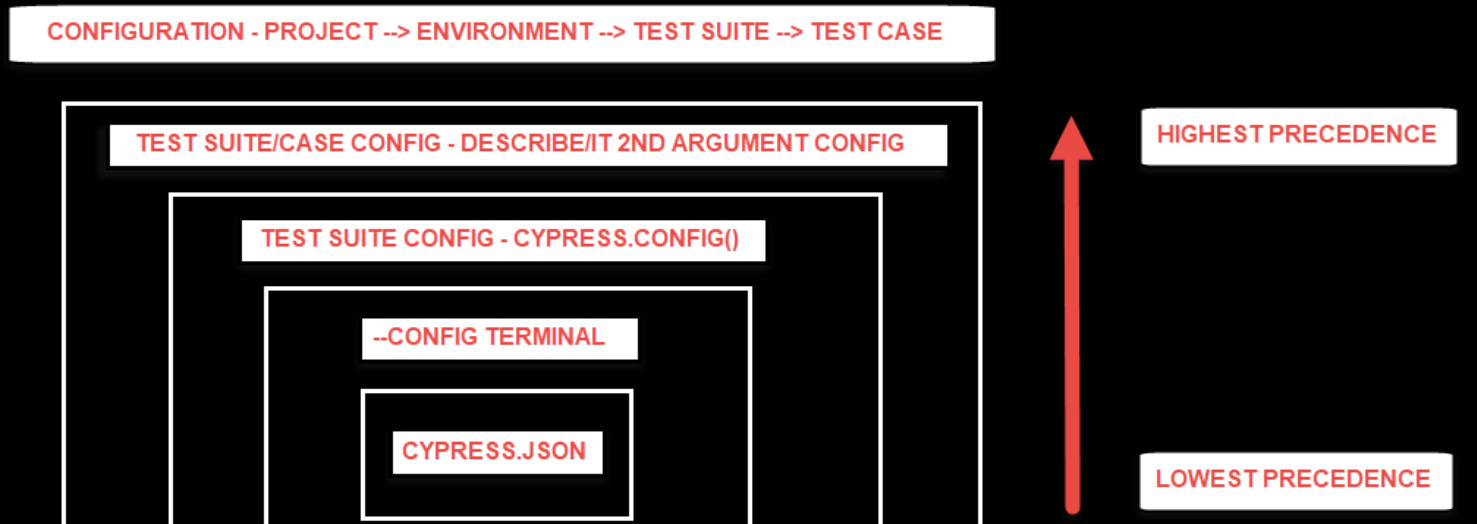 CONFIGURATION - PROJECT --> ENVIRONMENT --> TEST SUITE --> TEST CASE
TEST SUITE/CASE CONFIG - DESCRIBE/IT 2ND ARGUMENT CONFIG
HIGHEST PRECEDENCE
TEST SUITE CONFIG - CYPRESS.CONFIG()
--CONFIG TERMINAL
CYPRESS.JSON
LOWEST PRECEDENCE